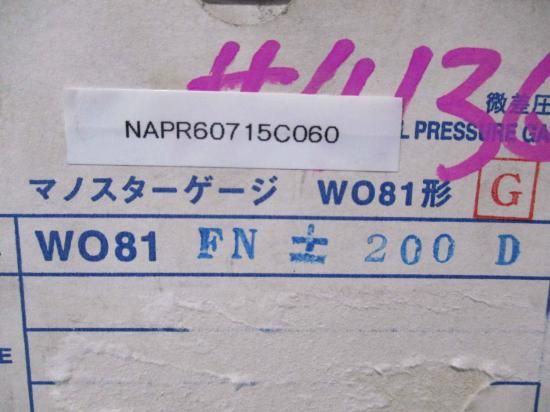 #436
微差圧
L PRESSURE GA
NAPR60715C060
マノスターゲージ WO81形 G
WO81 FN ± 200 D
E